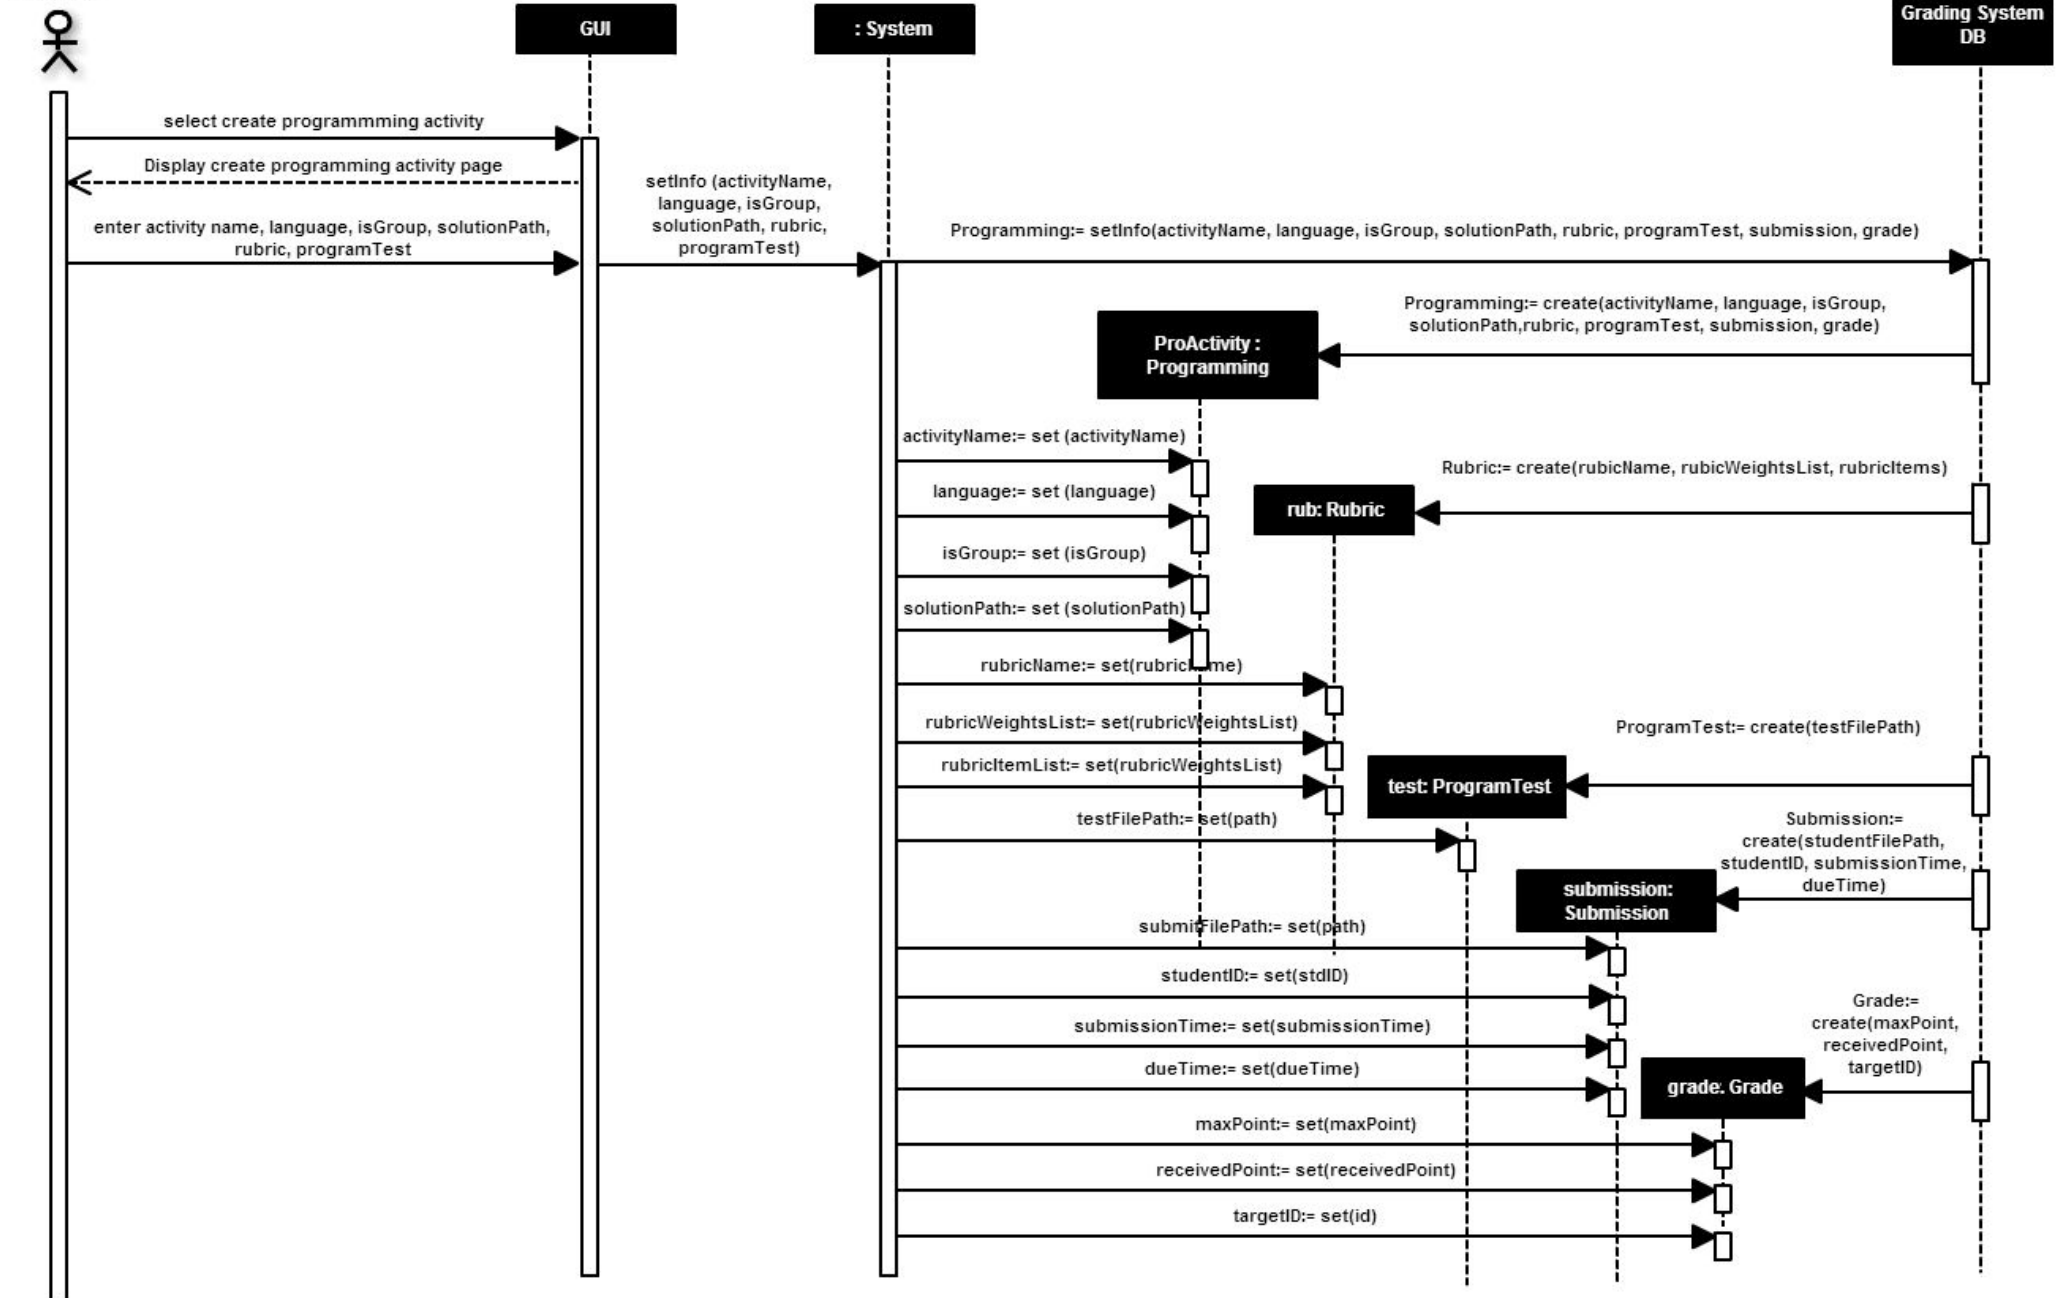 GUI
: System
Grading System
DB
select create programmming activity
Display create programming activity page
enter activity name, language, isGroup, solutionPath,
rubric, programTest
setInfo (activityName,
language, isGroup,
solutionPath, rubric,
programTest)
Programming:= setInfo(activityName, language, isGroup, solutionPath, rubric, programTest, submission, grade)
Programming:= create(activityName, language, isGroup,
solutionPath,rubric, programTest, submission, grade)
ProActivity :
Programming
activityName:= set (activityName)
Rubric:= create(rubicName, rubicWeightsList, rubricItems)
language:= set (language)
rub: Rubric
isGroup:= set (isGroup)
solutionPath:= set (solutionPath)
rubricName:= set(rubricName)
rubricWeightsList:= set(rubricWeightsList)
ProgramTest:= create(testFilePath)
rubricItemList:= set(rubricWeightsList)
test: ProgramTest
testFilePath:= set(path)
Submission:=
create(studentFilePath,
studentID, submissionTime,
dueTime)
submission:
Submission
submitFilePath:= set(path)
studentID:= set(stdID)
submissionTime:= set(submissionTime)
Grade:=
create(maxPoint,
receivedPoint,
targetID)
dueTime:= set(dueTime)
grade: Grade
maxPoint:= set(maxPoint)
receivedPoint:= set(receivedPoint)
targetID:= set(id)